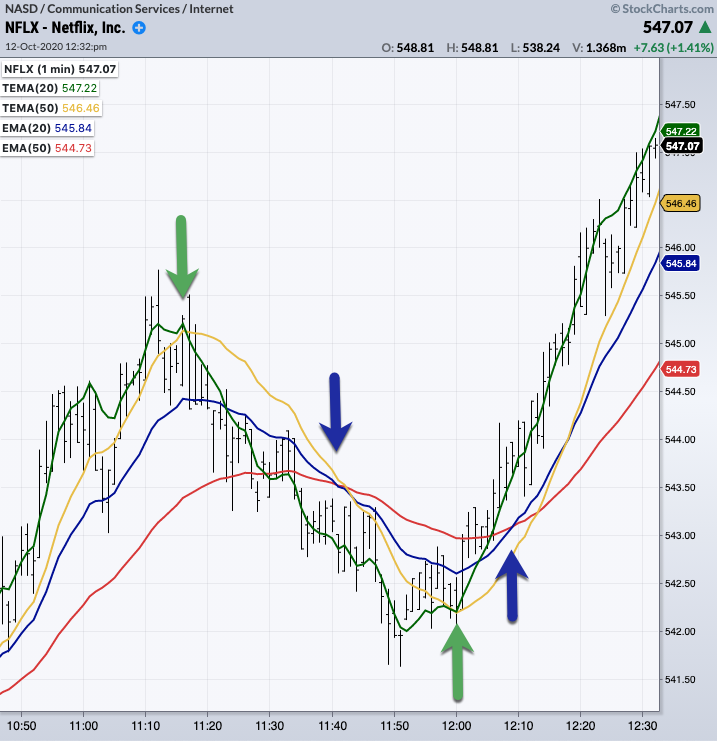 NASD / Communication Services / Internet
© StockCharts.com
NFLX - Netflix, Inc.
547.07
12-Oct-2020 12:32:pm
O: 548.81 H: 548.81 L: 538.24 V: 1.368m +7.63 (+1.41%)
NFLX (1 min) 547.07
TEMA(20) 547.22
TEMA(50) 546.46
EMA(20) 545.84
EMA(50) 544.73
547.50
547.22
547.07
547.00
546.46
546.00
545.84
545.50
545.00
544.73
544.50
544.00
543.50
543.00
542.50
542.00
541.50
10:50 11:00 11:10 11:20 11:30 11:40 11:50 12:00 12:10 12:20 12:30